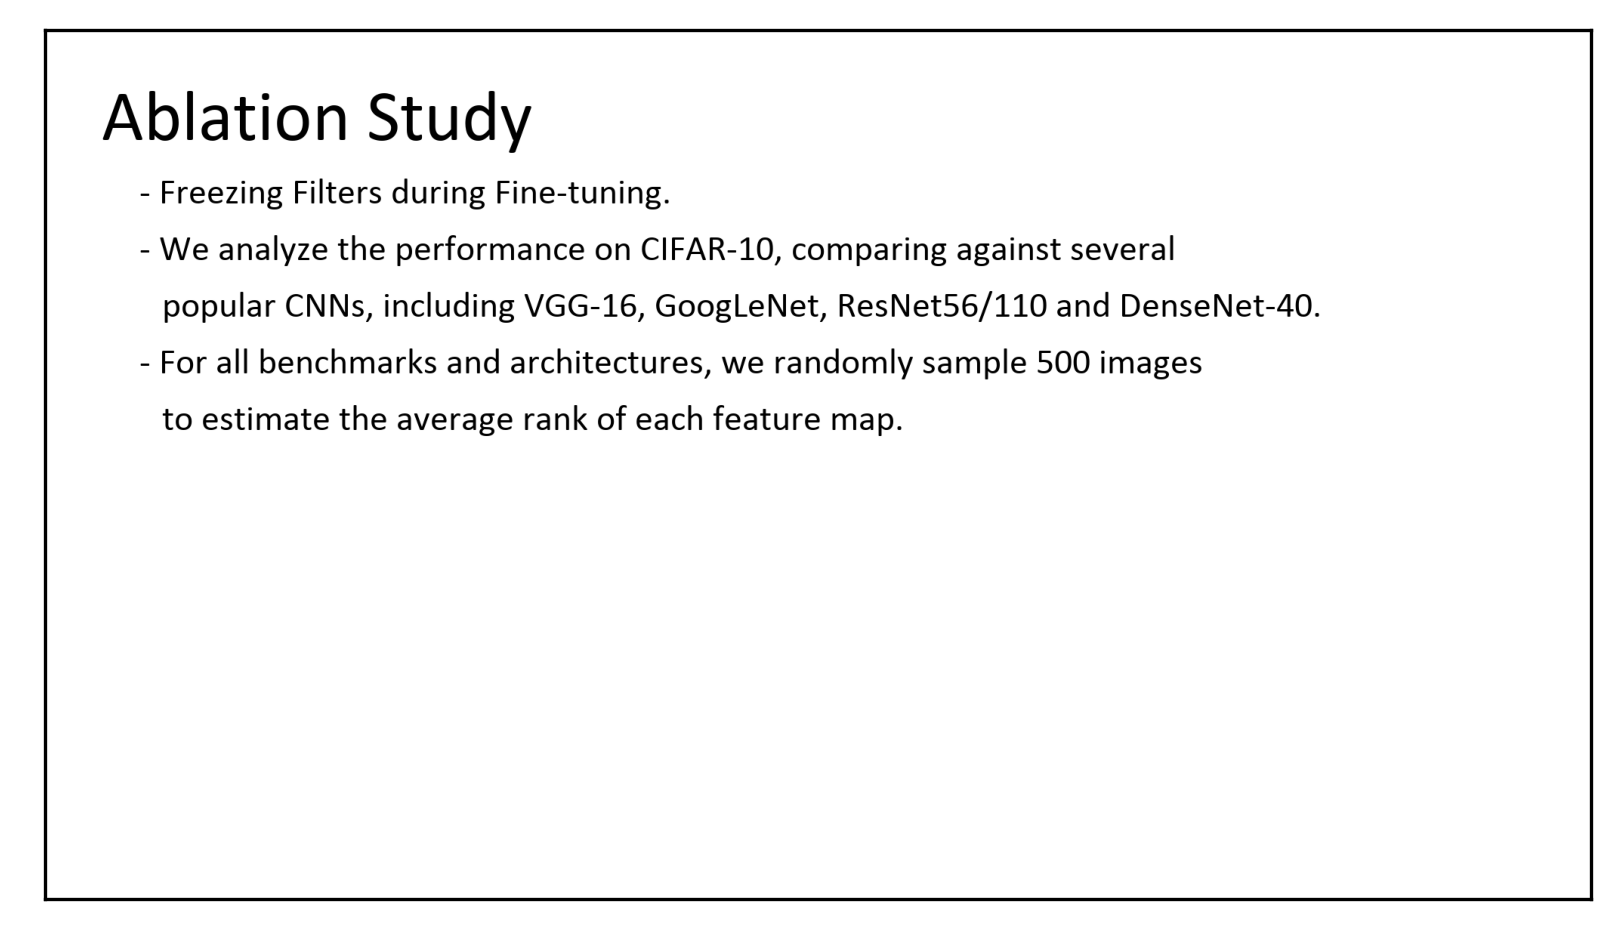 Ablation Study
- Freezing Filters during Fine-tuning.
- We analyze the performance on CIFAR-10, comparing against several
popular CNNs, including VGG-16, GoogLeNet, ResNet56/110 and DenseNet-40.
- For all benchmarks and architectures, we randomly sample 500 images
to estimate the average rank of each feature map.